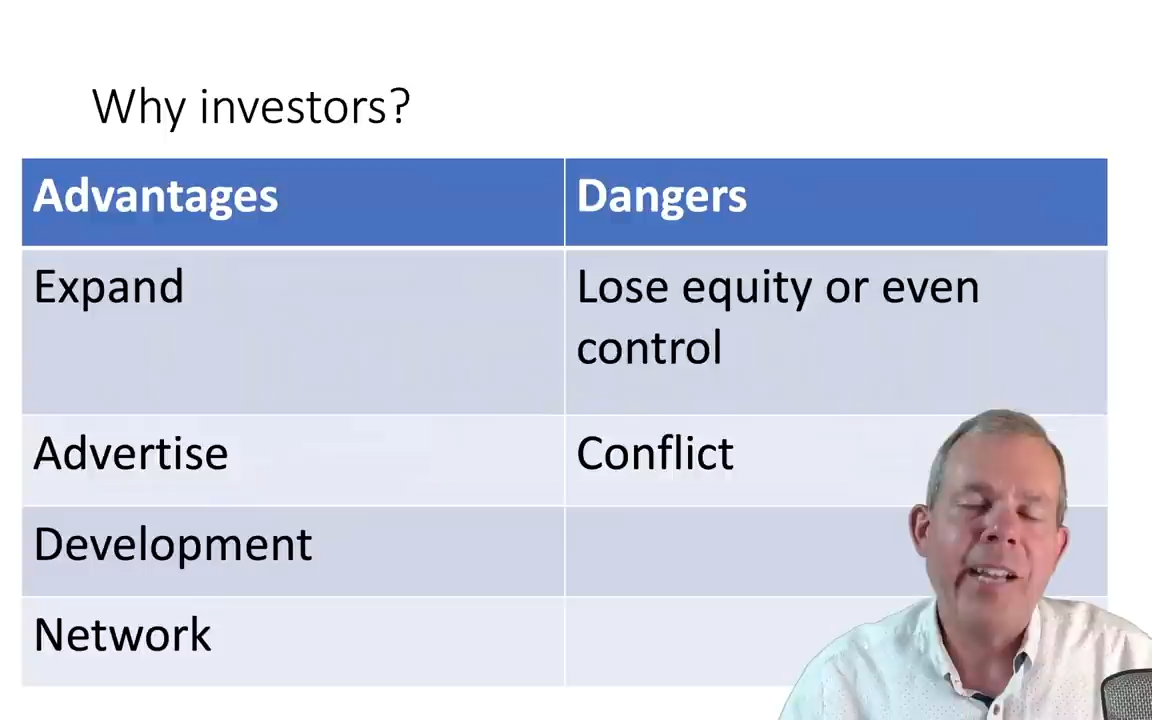 Why investors?
Advantages
Dangers
Expand
Lose equity or even
control
Advertise
Conflict
Development
Network